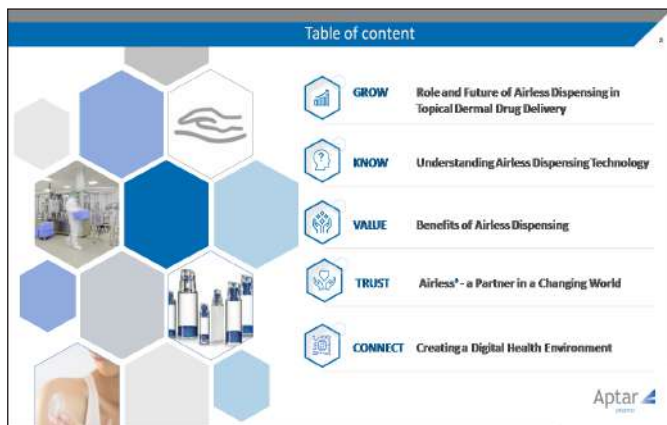 Table of content
GROW Role and Future of Airless Dispensing in
Topical Dermal Drug Delivery
KNOW Understanding Airless Dispensing Technology
VALUE Benefits of Airless Dispensing
TRUST Airless+ - a Partner in a Changing World
CONNECT Creating a Digital Health Environment
Aptar
pharma